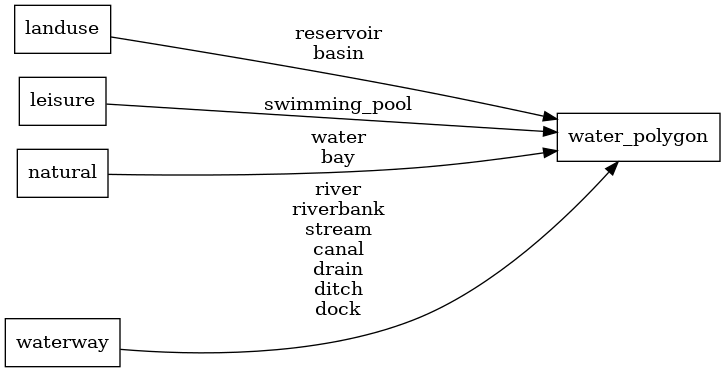 landuse
reservoir
basin
leisure
swimming_pool
water_polygon
natural
water
bay
river
riverbank
stream
canal
drain
ditch
dock
waterway